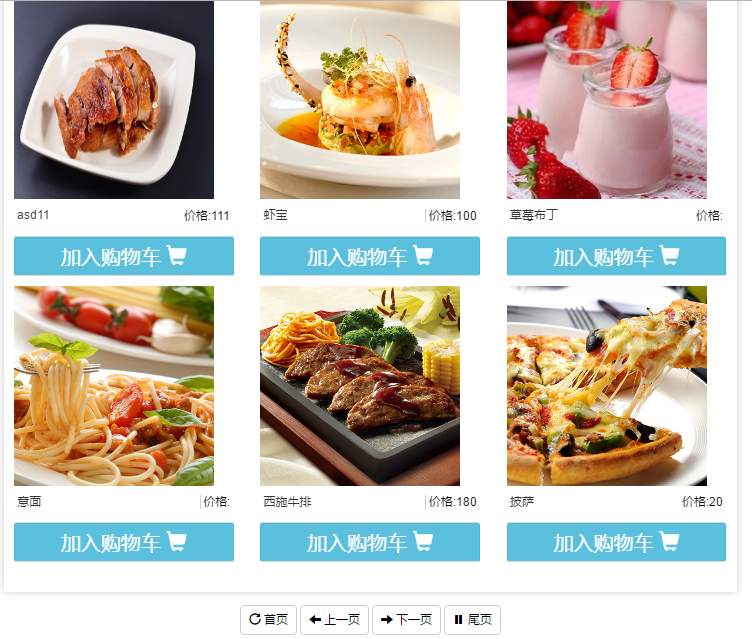 asd11 价格:111
虾宝 价格:100
草莓布丁 价格:
加入购物车
加入购物车
加入购物车
意面 价格:
西施牛排 价格:180
披萨 价格:20
加入购物车
加入购物车
加入购物车
首页 上一页 下一页 尾页